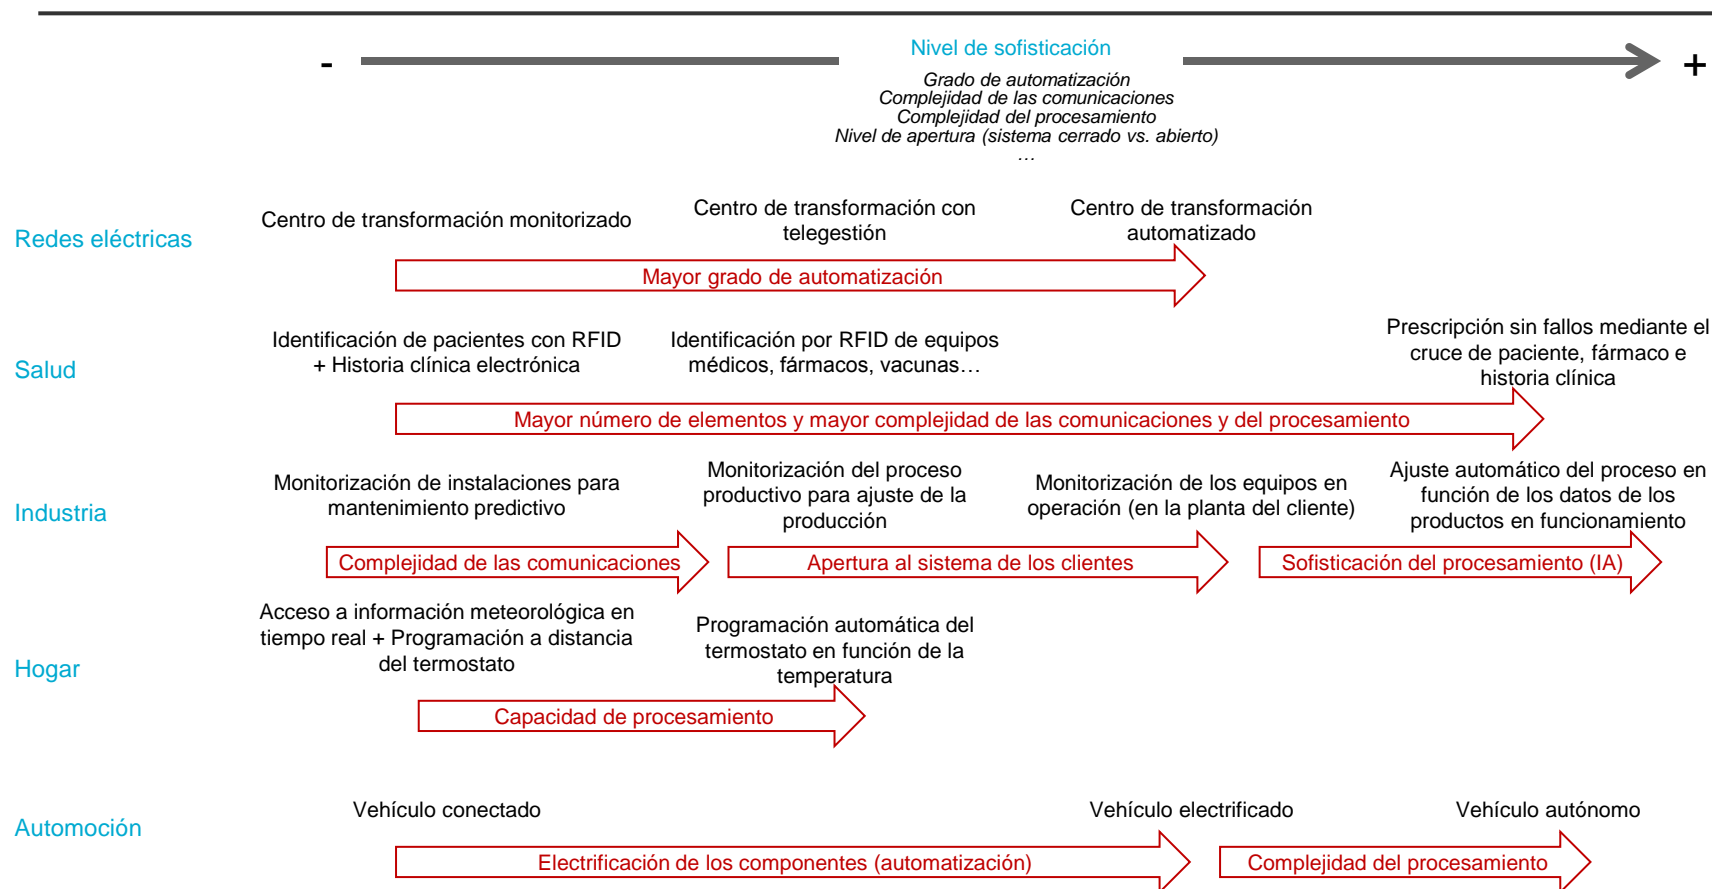 Nivel de sofisticación
-
+
Grado de automatización
Complejidad de las comunicaciones
Complejidad del procesamiento
Nivel de apertura (sistema cerrado vs. abierto)
…
Redes eléctricas
Centro de transformación monitorizado
Centro de transformación con
telegestión
Centro de transformación
automatizado
Mayor grado de automatización
Salud
Identificación de pacientes con RFID
+ Historia clínica electrónica
Identificación por RFID de equipos
médicos, fármacos, vacunas…
Prescripción sin fallos mediante el
cruce de paciente, fármaco e
historia clínica
Mayor número de elementos y mayor complejidad de las comunicaciones y del procesamiento
Industria
Monitorización de instalaciones para
mantenimiento predictivo
Monitorización del proceso
productivo para ajuste de la
producción
Monitorización de los equipos en
operación (en la planta del cliente)
Ajuste automático del proceso en
función de los datos de los
productos en funcionamiento
Complejidad de las comunicaciones
Apertura al sistema de los clientes
Sofisticación del procesamiento (IA)
Hogar
Acceso a información meteorológica en
tiempo real + Programación a distancia
del termostato
Programación automática del
termostato en función de la
temperatura
Capacidad de procesamiento
Automoción
Vehículo conectado
Vehículo electrificado
Vehículo autónomo
Electrificación de los componentes (automatización)
Complejidad del procesamiento